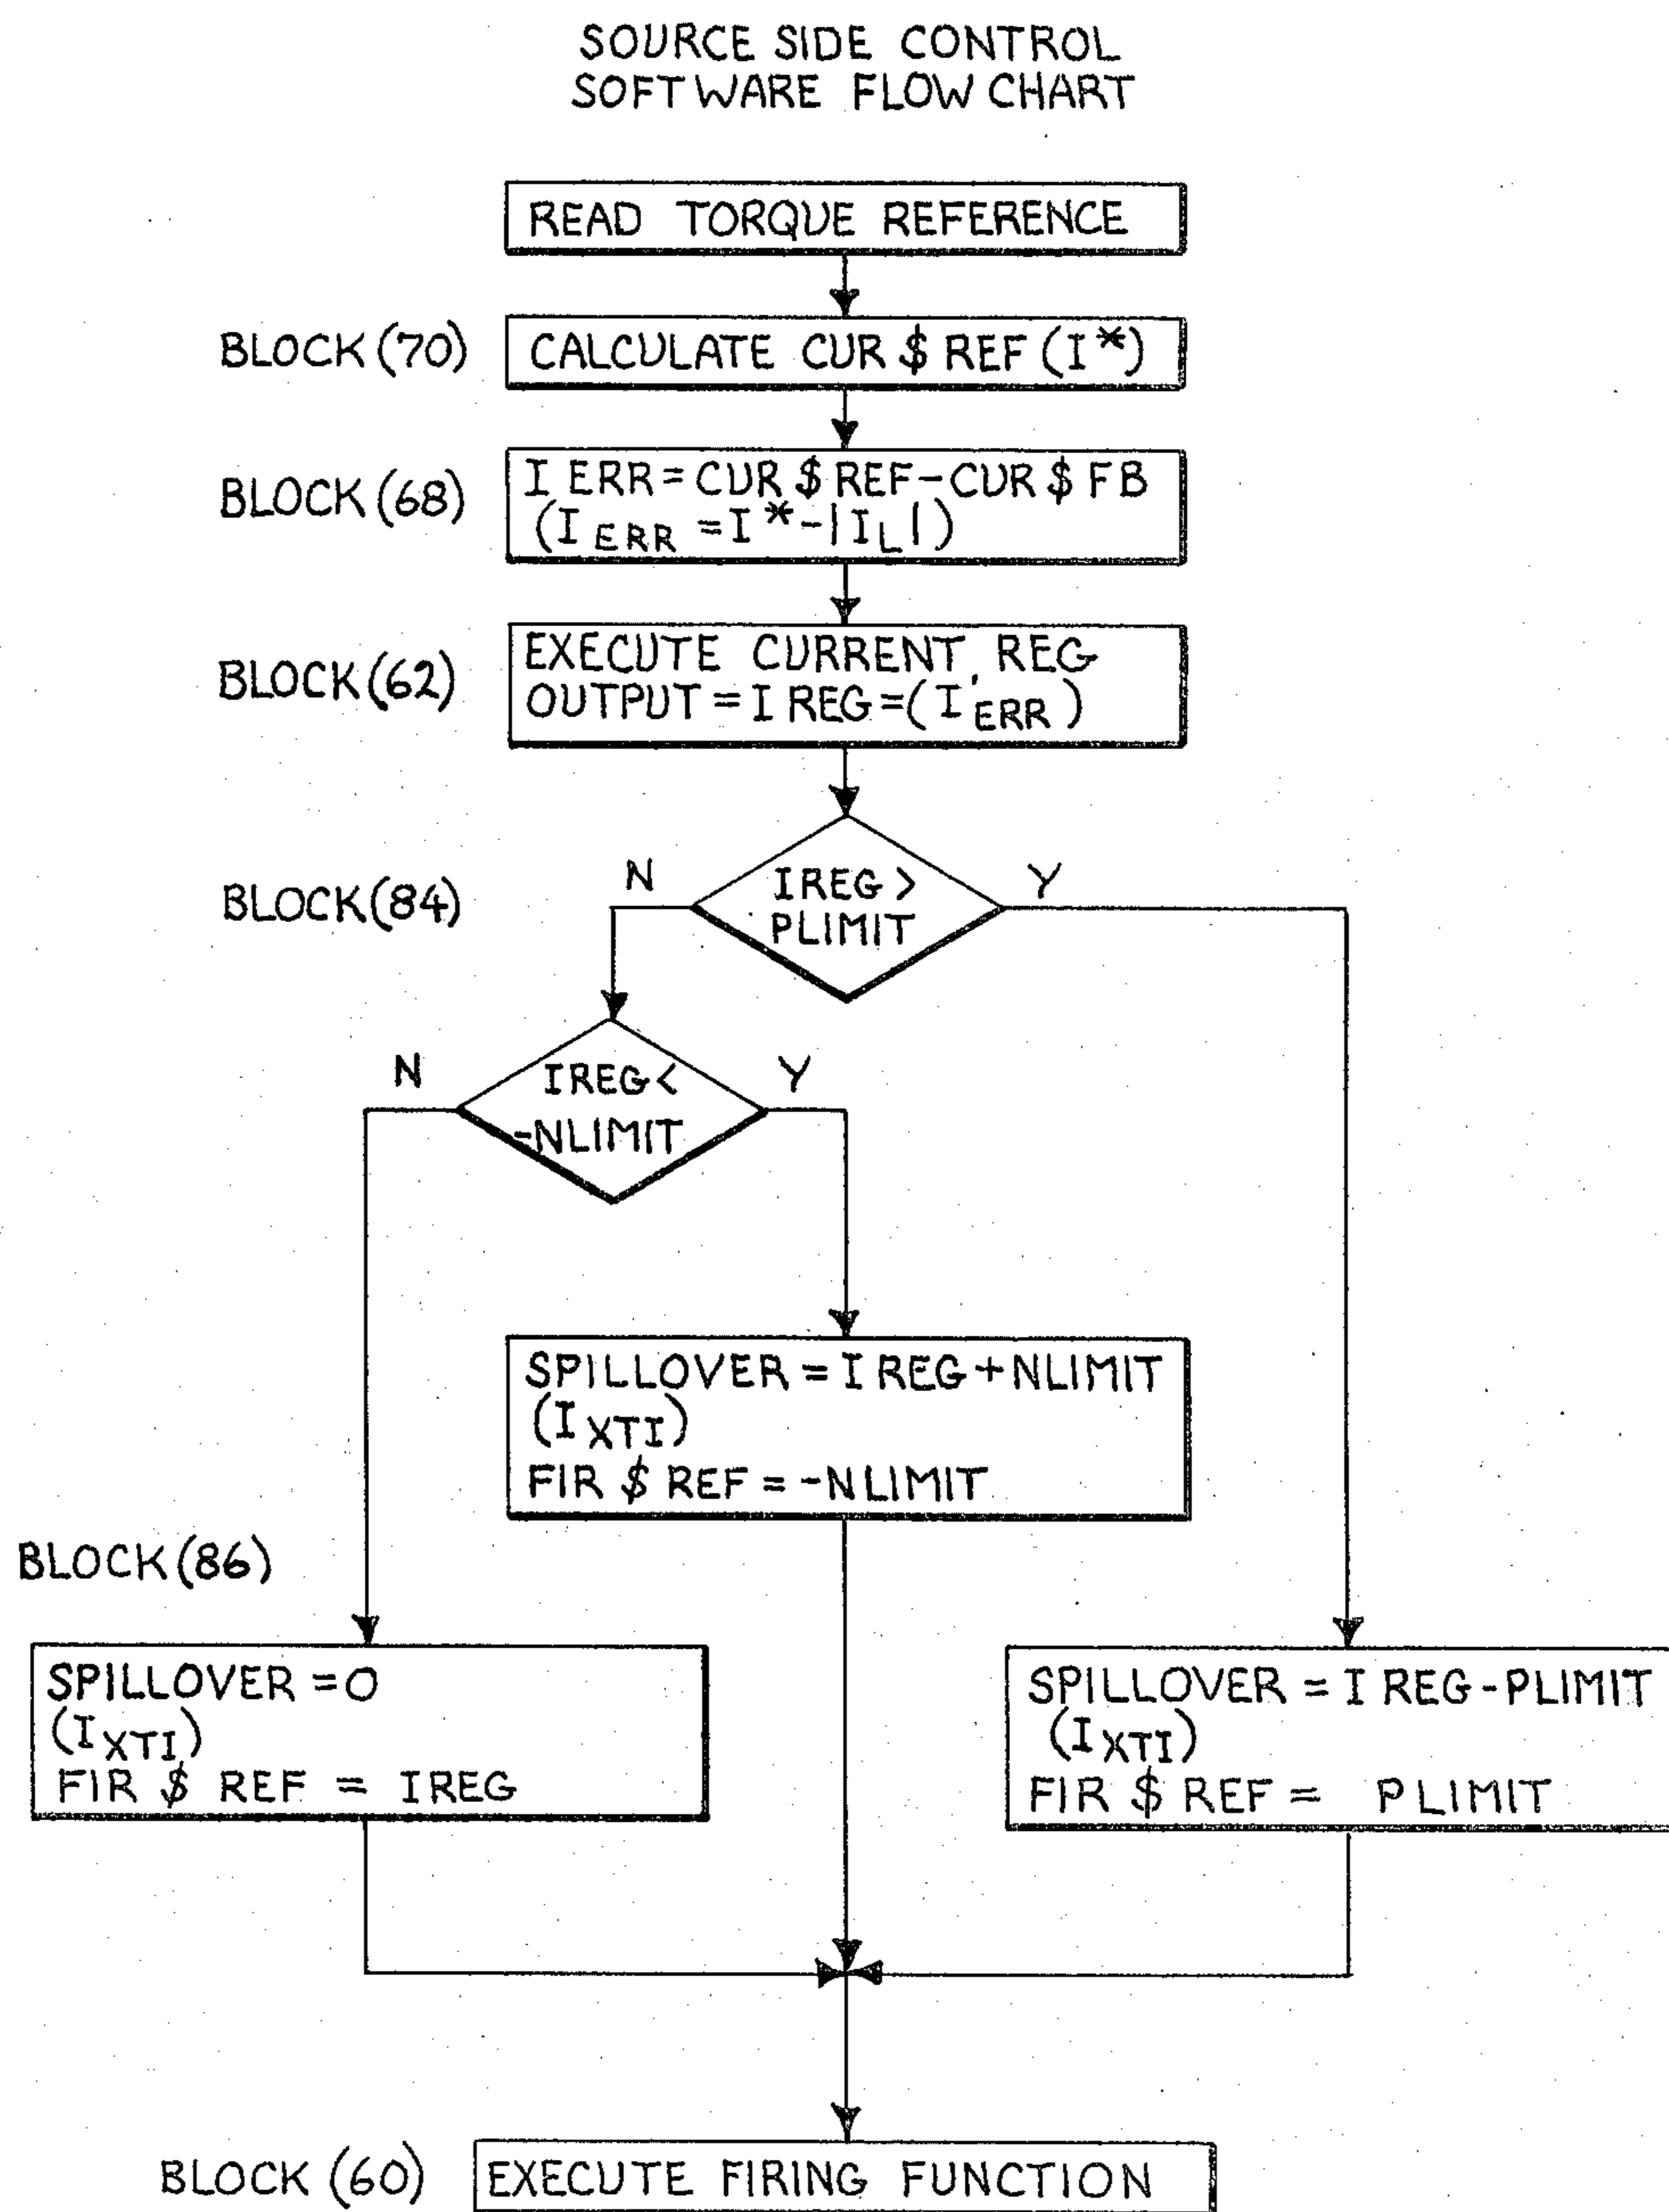 SOURCE SIDE CONTROL
SOFTWARE FLOW CHART
READ TORQUE REFERENCE
BLOCK (70)
CALCULATE CUR $ REF (I*)
BLOCK (68)
I ERR = CUR $ REF - CUR $ FB
(I ERR = I* - |IL|)
BLOCK (62)
EXECUTE CURRENT REG
OUTPUT = I REG = (I'ERR)
BLOCK (84)
N
IREG >
PLIMIT
Y
N
IREG <
-NLIMIT
Y
SPILLOVER = I REG + NLIMIT
(IXTI)
FIR $ REF = -NLIMIT
BLOCK (86)
SPILLOVER = 0
(IXTI)
FIR $ REF = IREG
SPILLOVER = I REG - PLIMIT
(IXTI)
FIR $ REF = PLIMIT
BLOCK (60)
EXECUTE FIRING FUNCTION